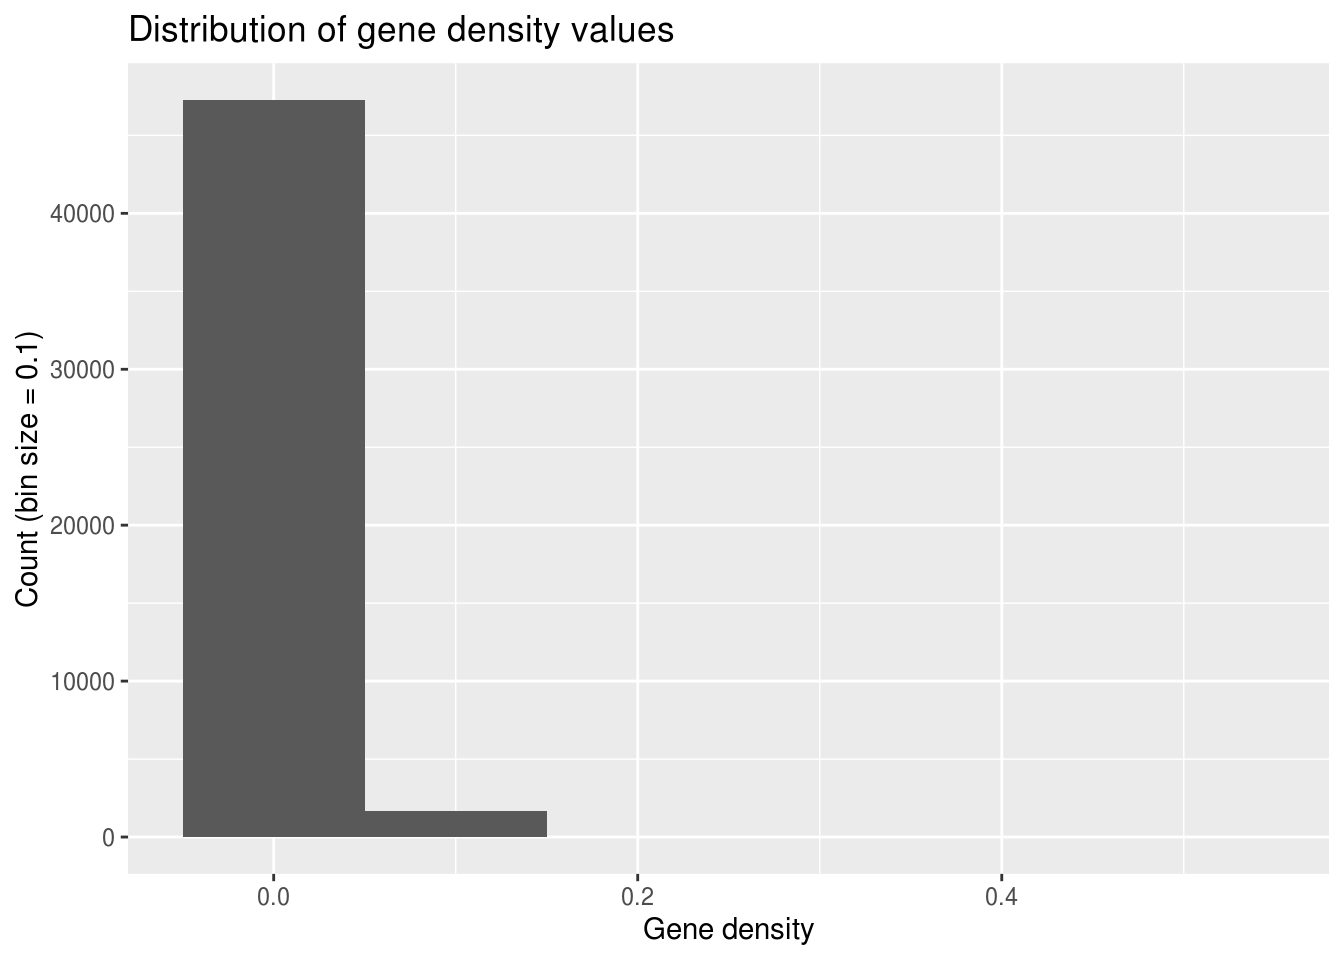 Distribution of gene density values
Count (bin size = 0.1)
40000
30000
20000
10000
0
0.0
0.2
0.4
Gene density